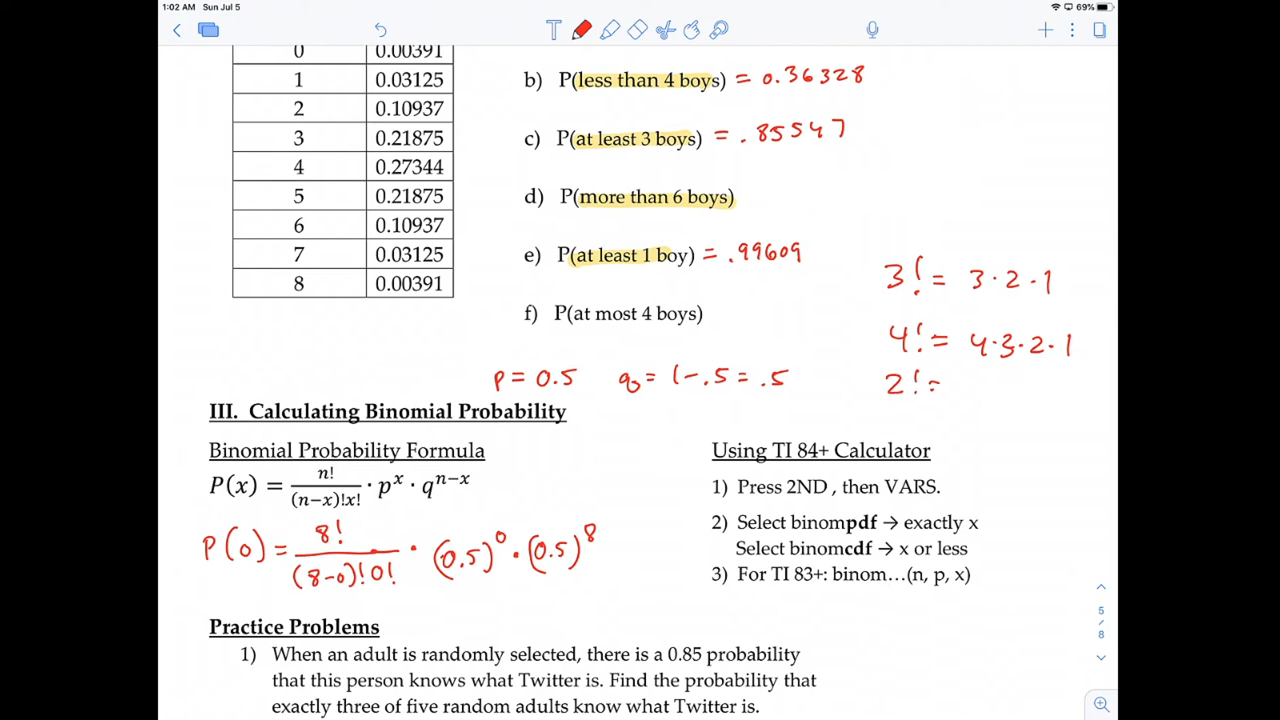 1:02 AM Sun Jul 5
69%
0 0.00391
1 0.03125
2 0.10937
3 0.21875
4 0.27344
5 0.21875
6 0.10937
7 0.03125
8 0.00391
b) P(less than 4 boys) = 0.36328
c) P(at least 3 boys) = .85547
d) P(more than 6 boys)
e) P(at least 1 boy) = .99609
f) P(at most 4 boys)
3! = 3·2·1
4! = 4·3·2·1
2! =
p = 0.5 q = 1-.5 = .5
III. Calculating Binomial Probability
Binomial Probability Formula
P(x) = n!/(n−x)!x! · p^x · q^(n−x)
P(0) = 8!/(8-0)!0! · (0.5)^0 · (0.5)^8
Using TI 84+ Calculator
1) Press 2ND , then VARS.
2) Select binompdf → exactly x
Select binomcdf → x or less
3) For TI 83+: binom…(n, p, x)
Practice Problems
1) When an adult is randomly selected, there is a 0.85 probability
that this person knows what Twitter is. Find the probability that
exactly three of five random adults know what Twitter is.
5
/
8